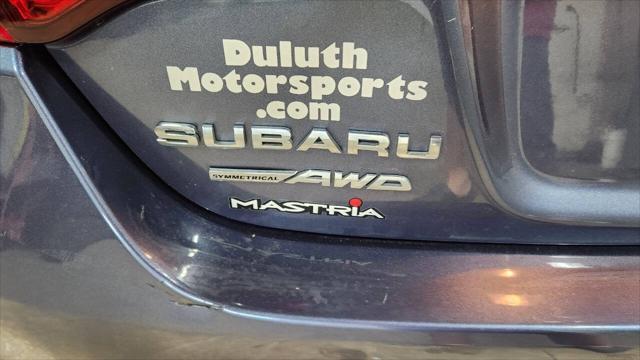 Duluth
Motorsports
.com
SUBARU
SYMMETRICAL AWD
MASTRIA